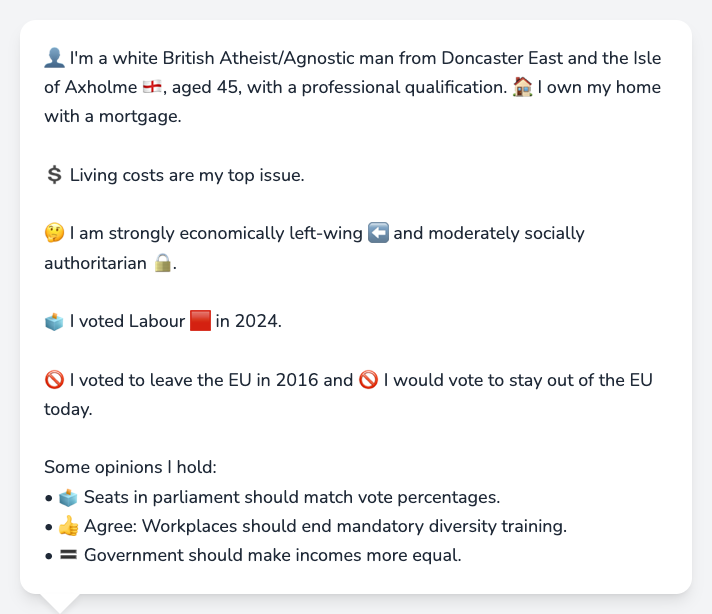 👤 I'm a white British Atheist/Agnostic man from Doncaster East and the Isle
of Axholme 🏴󠁧󠁢󠁥󠁮󠁧󠁿, aged 45, with a professional qualification. 🏠 I own my home
with a mortgage.
💲 Living costs are my top issue.
🤔 I am strongly economically left-wing ⬅️ and moderately socially
authoritarian 🔒.
🗳️ I voted Labour 🟥 in 2024.
🚫 I voted to leave the EU in 2016 and 🚫 I would vote to stay out of the EU
today.
Some opinions I hold:
• 🗳️ Seats in parliament should match vote percentages.
• 👍 Agree: Workplaces should end mandatory diversity training.
• 🟰 Government should make incomes more equal.